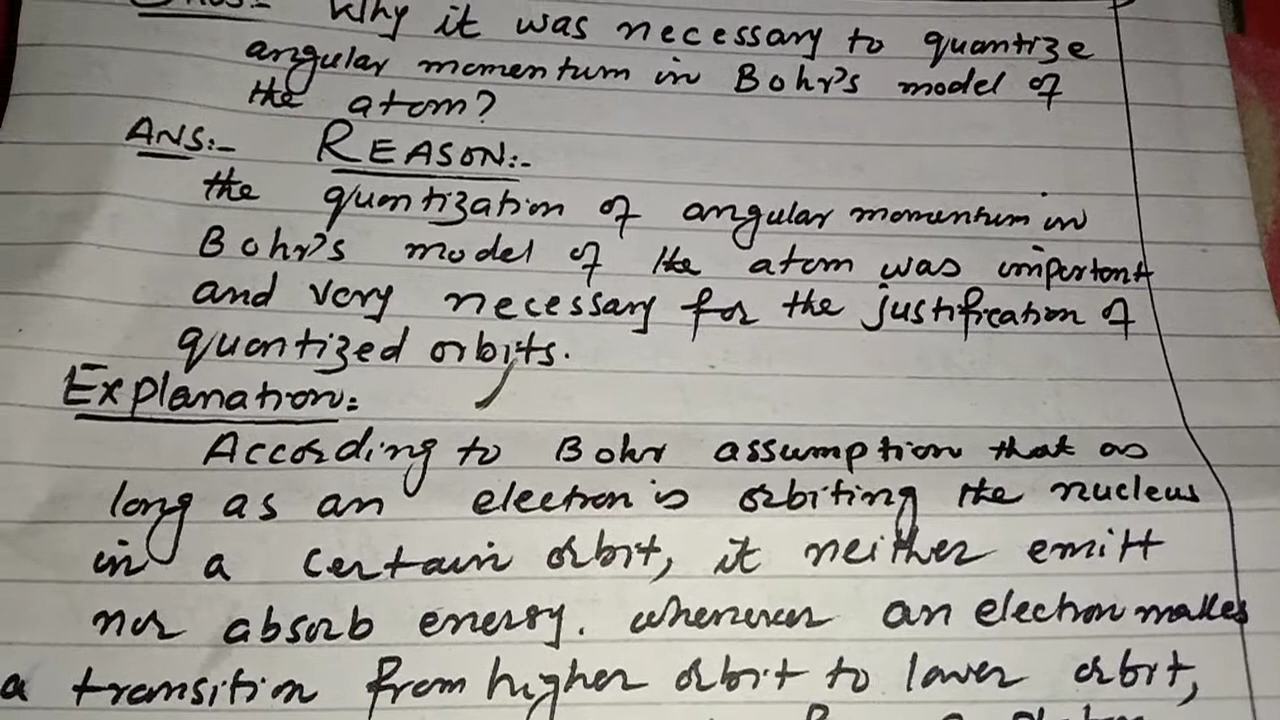 Why it was necessary to quantize
angular momentum in Bohr's model of
the atom?
ANS:- REASON:-
the quantization of angular momentum in
Bohr's model of the atom was important
and very necessary for the justification of
quantized orbits.
Explanation:
According to Bohr assumption that as
long as an electron is orbiting the nucleus
in a certain orbit, it neither emitt
nor absorb energy. whenever an electron makes
a transition from higher orbit to lower orbit,